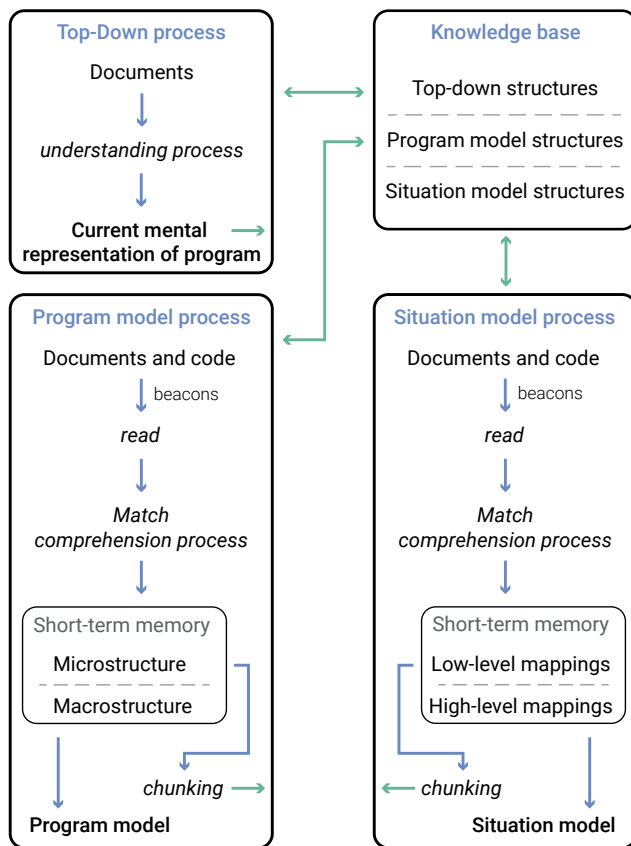 Top-Down process
Documents
understanding process
Current mental
representation of program
Knowledge base
Top-down structures
Program model structures
Situation model structures
Program model process
Documents and code
beacons
read
Match
comprehension process
Short-term memory
Microstructure
Macrostructure
chunking
Program model
Situation model process
Documents and code
beacons
read
Match
comprehension process
Short-term memory
Low-level mappings
High-level mappings
chunking
Situation model